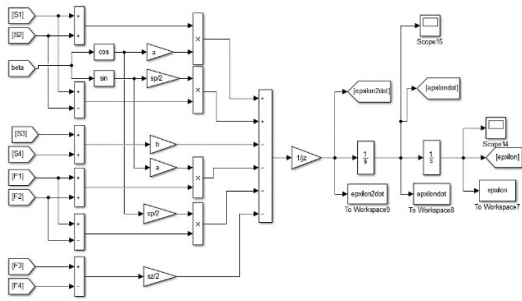 [S1]
[S2]
beta
cos
sin
a
sp/2
[S3]
[S4]
b
a
[F1]
[F2]
sp/2
[F3]
[F4]
sz/2
1/jz
[epsilon2dot]
epsilon2dot
To Workspace9
1
s
Scope15
[epsilondot]
epsilondot
To Workspace8
1
s
Scope14
[epsilon]
epsilon
To Workspace7